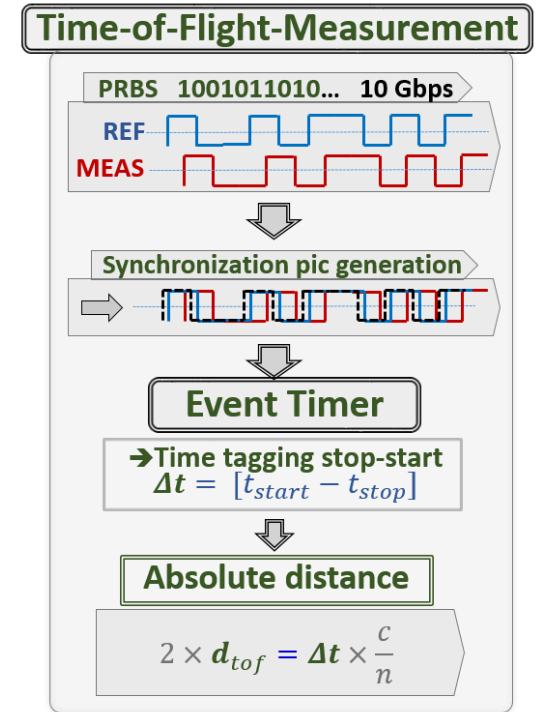 Time-of-Flight-Measurement
PRBS 1001011010... 10 Gbps
REF
MEAS
Synchronization pic generation
Event Timer
➔Time tagging stop-start
Δt = [t_start − t_stop]
Absolute distance
2 × d_tof = Δt × c/n